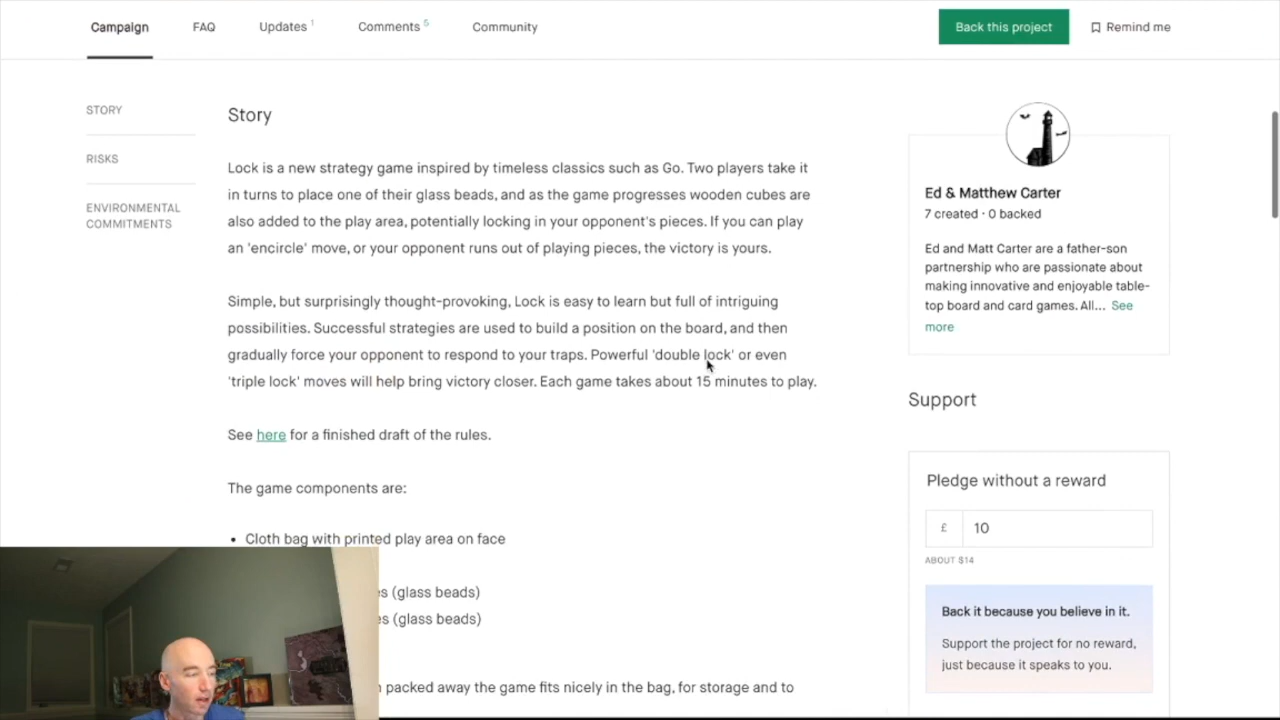 Campaign
FAQ
Updates 1
Comments 5
Community
Back this project
Remind me
STORY
RISKS
ENVIRONMENTAL
COMMITMENTS
Story
Lock is a new strategy game inspired by timeless classics such as Go. Two players take it
in turns to place one of their glass beads, and as the game progresses wooden cubes are
also added to the play area, potentially locking in your opponent's pieces. If you can play
an 'encircle' move, or your opponent runs out of playing pieces, the victory is yours.
Simple, but surprisingly thought-provoking, Lock is easy to learn but full of intriguing
possibilities. Successful strategies are used to build a position on the board, and then
gradually force your opponent to respond to your traps. Powerful 'double lock' or even
'triple lock' moves will help bring victory closer. Each game takes about 15 minutes to play.
See here for a finished draft of the rules.
The game components are:
• Cloth bag with printed play area on face
(glass beads)
(glass beads)
packed away the game fits nicely in the bag, for storage and to
Ed & Matthew Carter
7 created · 0 backed
Ed and Matt Carter are a father-son
partnership who are passionate about
making innovative and enjoyable table-
top board and card games. All... See
more
Support
Pledge without a reward
£ 10
ABOUT $14
Back it because you believe in it.
Support the project for no reward,
just because it speaks to you.